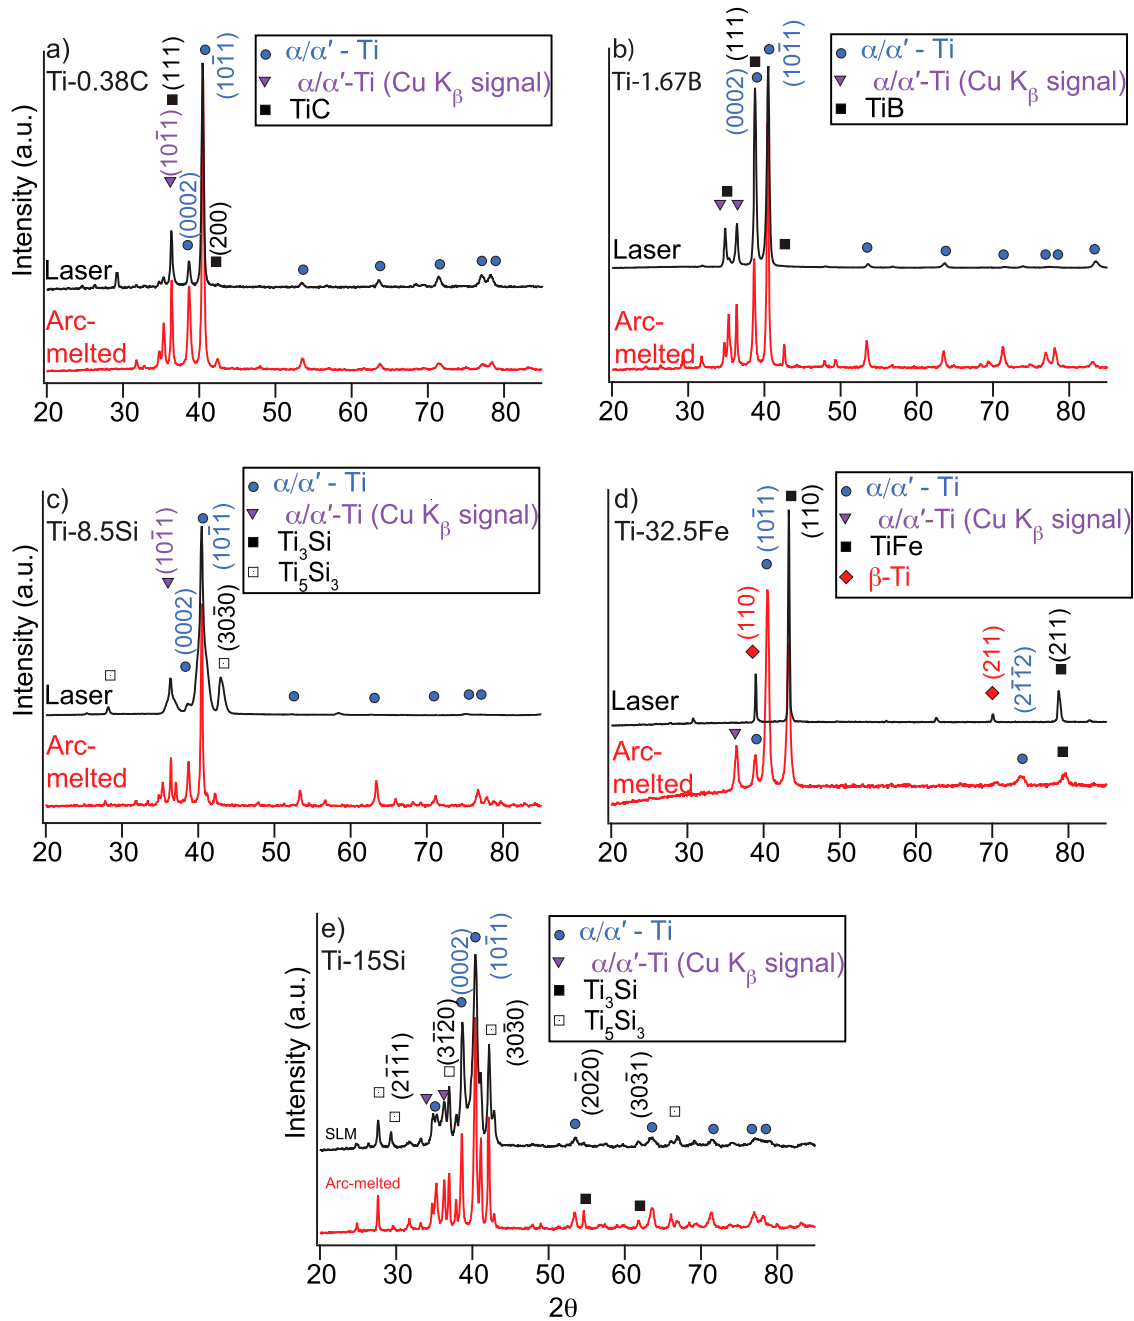 a)
Ti-0.38C
(111)
(101̄1)
α/α′ - Ti
α/α′-Ti (Cu Kβ signal)
TiC
(101̄1)
(0002)
(200)
Intensity (a.u.)
Laser
Arc-
melted
20 30 40 50 60 70 80
b)
Ti-1.67B
(0002)
(111)
(101̄1)
α/α′ - Ti
α/α′-Ti (Cu Kβ signal)
TiB
Laser
Arc-
melted
20 30 40 50 60 70 80
c)
Ti-8.5Si
(101̄1)
(0002)
(101̄1)
(303̄0)
α/α′ - Ti
α/α′-Ti (Cu Kβ signal)
Ti3Si
Ti5Si3
Intensity (a.u.)
Laser
Arc-
melted
20 30 40 50 60 70 80
d)
Ti-32.5Fe
(110)
(101̄1)
(110)
α/α′ - Ti
α/α′-Ti (Cu Kβ signal)
TiFe
β-Ti
(211)
(21̄1̄2)
(211)
Laser
Arc-
melted
20 30 40 50 60 70 80
e)
Ti-15Si
(21̄1̄1)
(31̄2̄0)
(0002)
(101̄1)
(303̄0)
α/α′ - Ti
α/α′-Ti (Cu Kβ signal)
Ti3Si
Ti5Si3
(202̄0)
(303̄1)
Intensity (a.u.)
SLM
Arc-melted
20 30 40 50 60 70 80
2θ